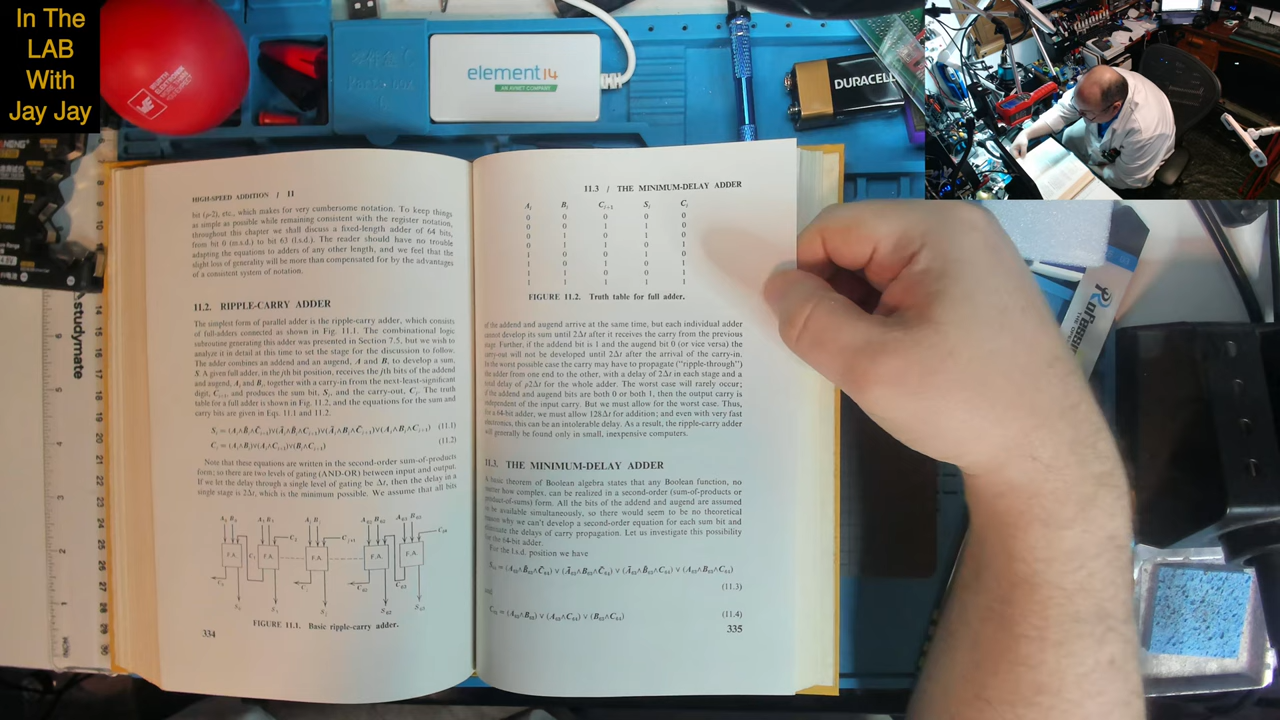 In The
LAB
With
Jay Jay
element14
AN AVNET COMPANY
DURACELL
studymate
HIGH-SPEED ADDITION / 11
bit (ρ-2), etc., which makes for very cumbersome notation. To keep things
as simple as possible while remaining consistent with the register notation,
throughout this chapter we shall discuss a fixed-length adder of 64 bits,
from bit 0 (m.s.d.) to bit 63 (l.s.d.). The reader should have no trouble
adapting the equations to adders of any other length, and we feel that the
slight loss of generality will be more than compensated for by the advantages
of a consistent system of notation.
11.2. RIPPLE-CARRY ADDER
The simplest form of parallel adder is the ripple-carry adder, which consists
of full-adders connected as shown in Fig. 11.1. The combinational logic
subroutine generating this adder was presented in Section 7.5, but we wish to
analyze it in detail at this time to set the stage for the discussion to follow.
The adder combines an addend and an augend, A and B, to develop a sum,
S. A given full adder, in the jth bit position, receives the jth bits of the addend
and augend, Aⱼ and Bⱼ, together with a carry-in from the next-least-significant
digit, Cⱼ₊₁, and produces the sum bit, Sⱼ, and the carry-out, Cⱼ. The truth
table for a full adder is shown in Fig. 11.2, and the equations for the sum and
carry bits are given in Eqs. 11.1 and 11.2.
(11.1)
(11.2)
Note that these equations are written in the second-order sum-of-products
form; so there are two levels of gating (AND-OR) between input and output.
If we let the delay through a single level of gating be Δt, then the delay in a
single stage is 2Δt, which is the minimum possible. We assume that all bits
F.A. F.A. F.A. F.A. F.A.
FIGURE 11.1. Basic ripple-carry adder.
334
11.3 / THE MINIMUM-DELAY ADDER
FIGURE 11.2. Truth table for full adder.
of the addend and augend arrive at the same time, but each individual adder
cannot develop its sum until 2Δt after it receives the carry from the previous
stage. Further, if the addend bit is 1 and the augend bit 0 (or vice versa) the
carry-out will not be developed until 2Δt after the arrival of the carry-in.
In the worst possible case the carry may have to propagate ("ripple-through")
the adder from one end to the other, with a delay of 2Δt in each stage and a
total delay of ρ2Δt for the whole adder. The worst case will rarely occur;
if the addend and augend bits are both 0 or both 1, then the output carry is
independent of the input carry. But we must allow for the worst case. Thus,
for a 64-bit adder, we must allow 128Δt for addition; and even with very fast
electronics, this can be an intolerable delay. As a result, the ripple-carry adder
will generally be found only in small, inexpensive computers.
11.3. THE MINIMUM-DELAY ADDER
A basic theorem of Boolean algebra states that any Boolean function, no
matter how complex, can be realized in a second-order (sum-of-products or
product-of-sums) form. All the bits of the addend and augend are assumed
to be available simultaneously, so there would seem to be no theoretical
reason why we can't develop a second-order equation for each sum bit and
eliminate the delays of carry propagation. Let us investigate this possibility
for the 64-bit adder.
For the l.s.d. position we have
S₆₃ = (A₆₃∧B̄₆₃∧C̄₆₄) ∨ (Ā₆₃∧B₆₃∧C̄₆₄) ∨ (Ā₆₃∧B̄₆₃∧C₆₄) ∨ (A₆₃∧B₆₃∧C₆₄)
(11.3)
and
C₆₃ = (A₆₃∧B₆₃) ∨ (A₆₃∧C₆₄) ∨ (B₆₃∧C₆₄) (11.4)
335